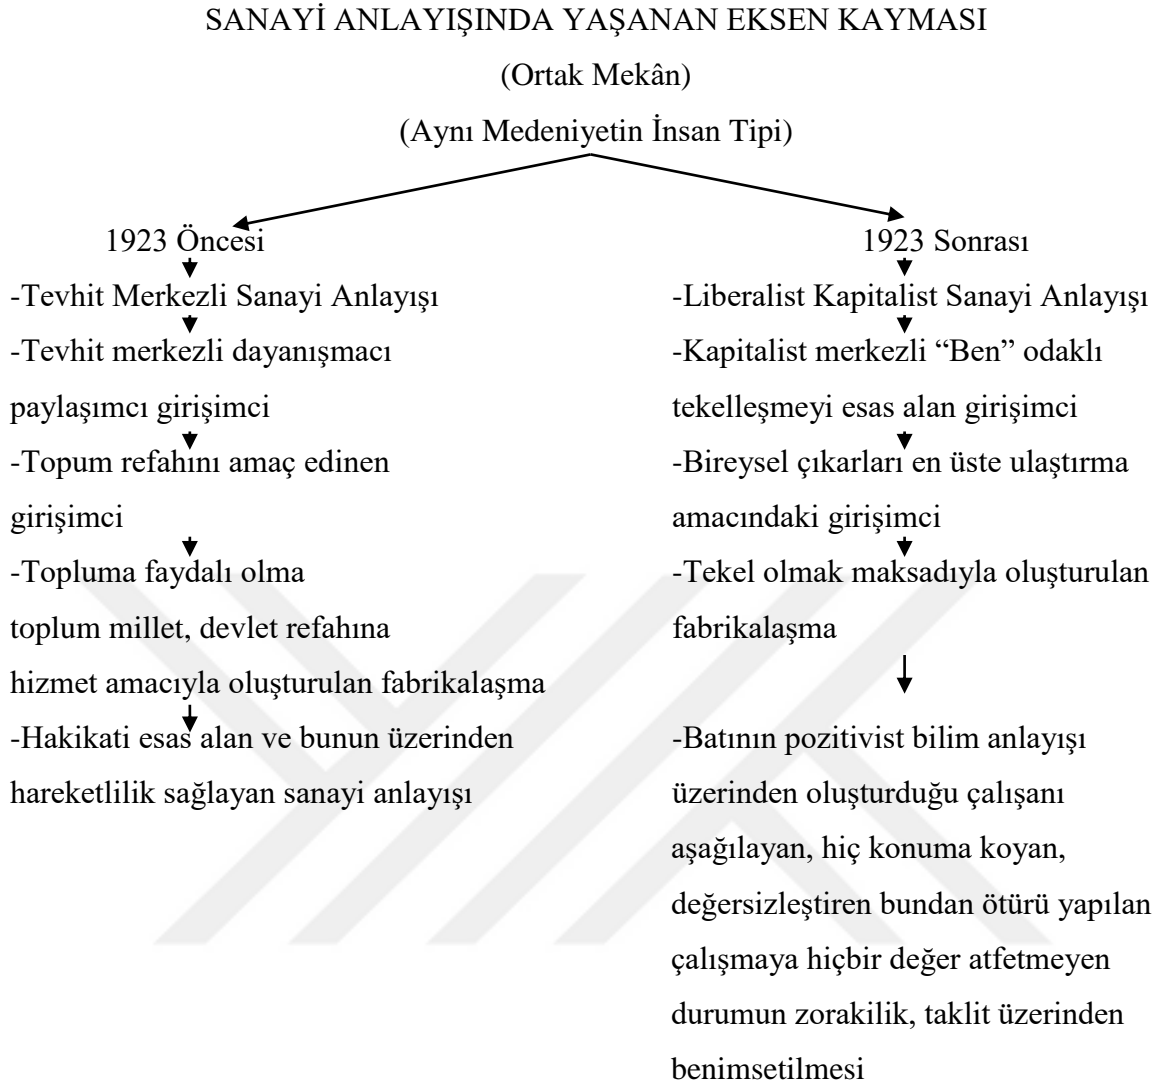 SANAYİ ANLAYIŞINDA YAŞANAN EKSEN KAYMASI
(Ortak Mekân)
(Aynı Medeniyetin İnsan Tipi)
1923 Öncesi
-Tevhit Merkezli Sanayi Anlayışı
-Tevhit merkezli dayanışmacı
paylaşımcı girişimci
-Topum refahını amaç edinen
girişimci
-Topluma faydalı olma
toplum millet, devlet refahına
hizmet amacıyla oluşturulan fabrikalaşma
-Hakikati esas alan ve bunun üzerinden
hareketlilik sağlayan sanayi anlayışı
1923 Sonrası
-Liberalist Kapitalist Sanayi Anlayışı
-Kapitalist merkezli “Ben” odaklı
tekelleşmeyi esas alan girişimci
-Bireysel çıkarları en üste ulaştırma
amacındaki girişimci
-Tekel olmak maksadıyla oluşturulan
fabrikalaşma
-Batının pozitivist bilim anlayışı
üzerinden oluşturduğu çalışanı
aşağılayan, hiç konuma koyan,
değersizleştiren bundan ötürü yapılan
çalışmaya hiçbir değer atfetmeyen
durumun zorakilik, taklit üzerinden
benimsetilmesi